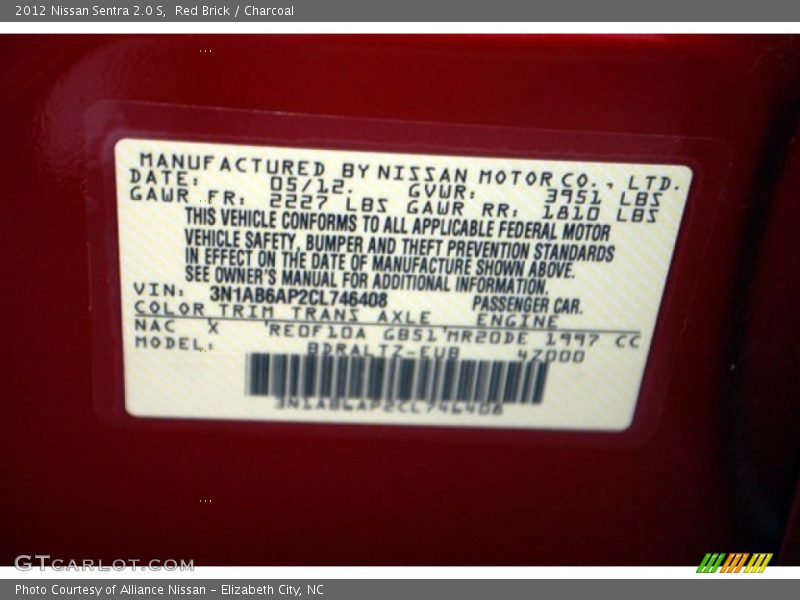 2012 Nissan Sentra 2.0 S,  Red Brick / Charcoal
MANUFACTURED BY NISSAN MOTOR CO., LTD.
DATE: 05/12. GVWR: 3951 LBS
GAWR FR: 2227 LBS GAWR RR: 1810 LBS
THIS VEHICLE CONFORMS TO ALL APPLICABLE FEDERAL MOTOR
VEHICLE SAFETY, BUMPER AND THEFT PREVENTION STANDARDS
IN EFFECT ON THE DATE OF MANUFACTURE SHOWN ABOVE.
SEE OWNER'S MANUAL FOR ADDITIONAL INFORMATION.
VIN: 3N1AB6AP2CL746408 PASSENGER CAR.
COLOR TRIM TRANS AXLE ENGINE
NAC X RE0F10A GB51 MR20DE 1997 CC
MODEL: BDRALTZ-EUB 4Z000
3N1AB6AP2CL746408
GTCARLOT.COM
Photo Courtesy of Alliance Nissan - Elizabeth City, NC